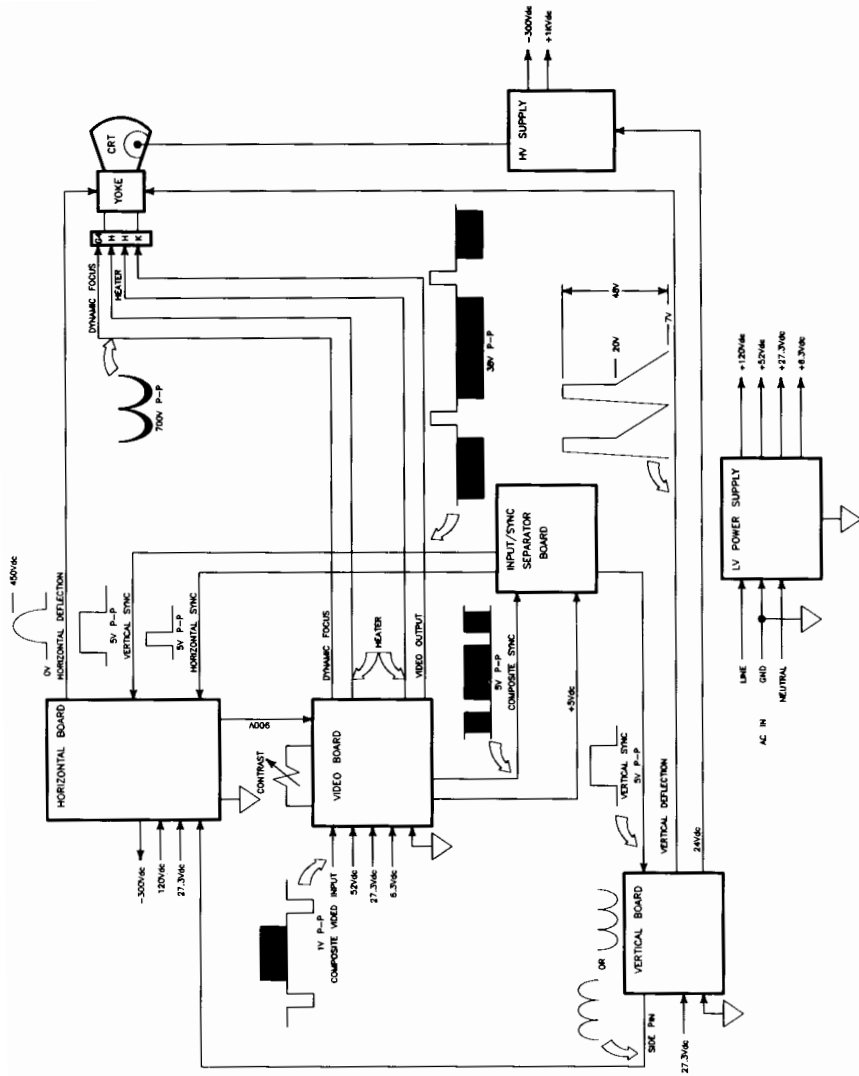 0V
450Vdc
HORIZONTAL DEFLECTION
5V P-P
VERTICAL SYNC
5V P-P
HORIZONTAL SYNC
HORIZONTAL BOARD
-300Vdc
120Vdc
27.3Vdc
900V
CONTRAST
VIDEO BOARD
1V P-P
COMPOSITE VIDEO INPUT
52Vdc
27.3Vdc
6.3Vdc
DYNAMIC FOCUS
HEATER
VIDEO OUTPUT
5V P-P
COMPOSITE SYNC
+5Vdc
700V P-P
DYNAMIC FOCUS
HEATER
H
H
K
YOKE
CRT
38V P-P
INPUT/SYNC
SEPARATOR
BOARD
VERTICAL SYNC
5V P-P
OR
SIDE PIN
27.3Vdc
VERTICAL BOARD
VERTICAL DEFLECTION
24Vdc
48V
20V
7V
HV SUPPLY
-300Vdc
+1KVdc
LINE
GND
AC IN
NEUTRAL
LV POWER SUPPLY
+120Vdc
+52Vdc
+27.3Vdc
+6.3Vdc